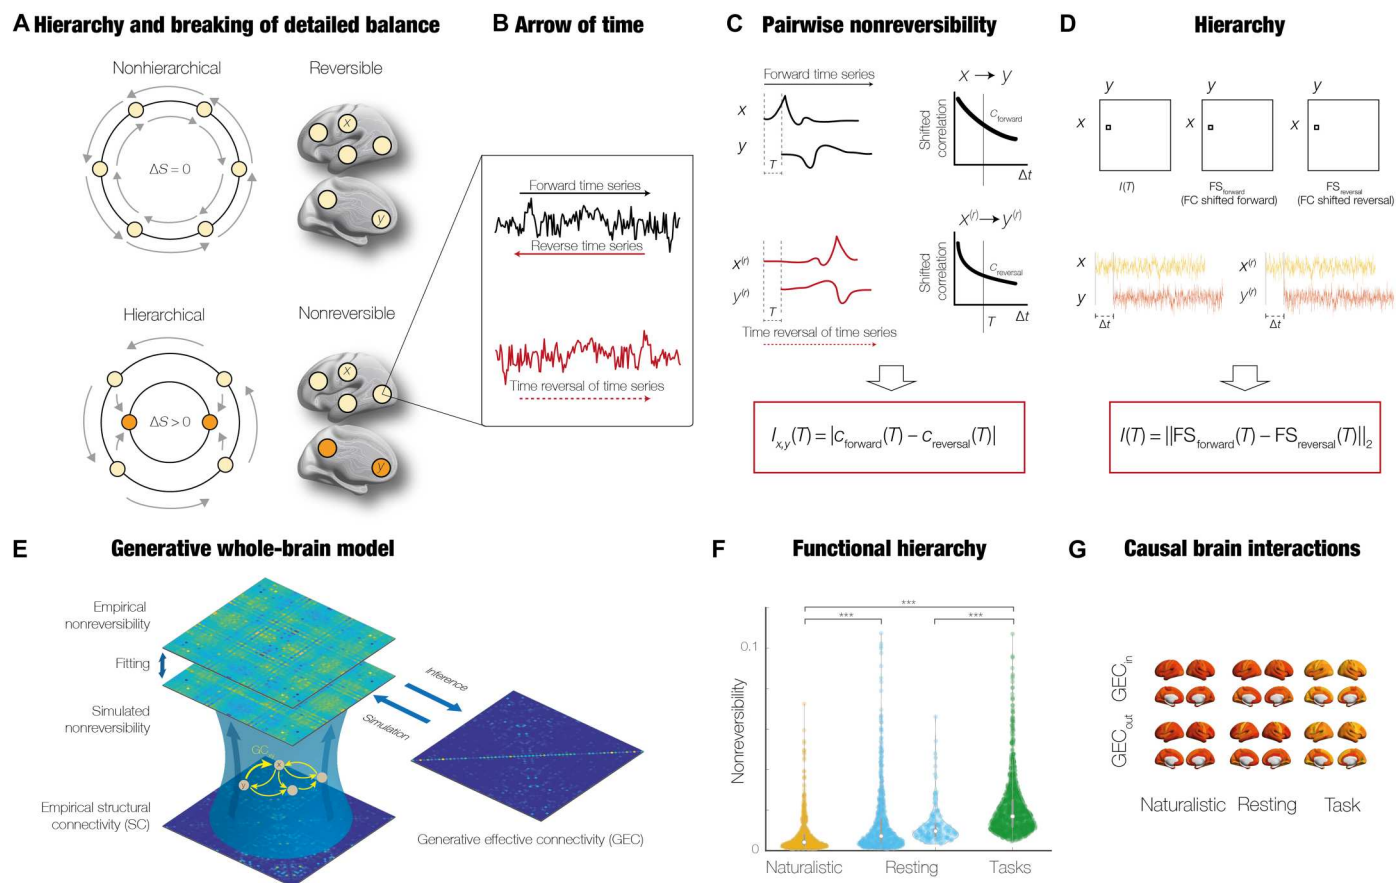 A Hierarchy and breaking of detailed balance
Nonhierarchical
Reversible
ΔS = 0
x
y
Hierarchical
Nonreversible
ΔS > 0
x
y
B Arrow of time
Forward time series
Reverse time series
Time reversal of time series
C Pairwise nonreversibility
Forward time series
x
y
T
x → y
Shifted
correlation
C_forward
Δt
x^(r)
y^(r)
T
Time reversal of time series
x^(r) → y^(r)
Shifted
correlation
C_reversal
T
Δt
I_x,y(T) = |c_forward(T) − c_reversal(T)|
D Hierarchy
y
y
y
x
x
x
I(T)
FS_forward
(FC shifted forward)
FS_reversal
(FC shifted reversal)
x
y
Δt
x^(r)
y^(r)
Δt
I(T) = ||FS_forward(T) − FS_reversal(T)||_2
E Generative whole-brain model
Empirical
nonreversibility
Fitting
Simulated
nonreversibility
Inference
Simulation
x
y
Empirical structural
connectivity (SC)
Generative effective connectivity (GEC)
F Functional hierarchy
***
***
***
0.1
Nonreversibility
0
Naturalistic
Resting
Tasks
G Causal brain interactions
GEC_in
GEC_out
Naturalistic
Resting
Task